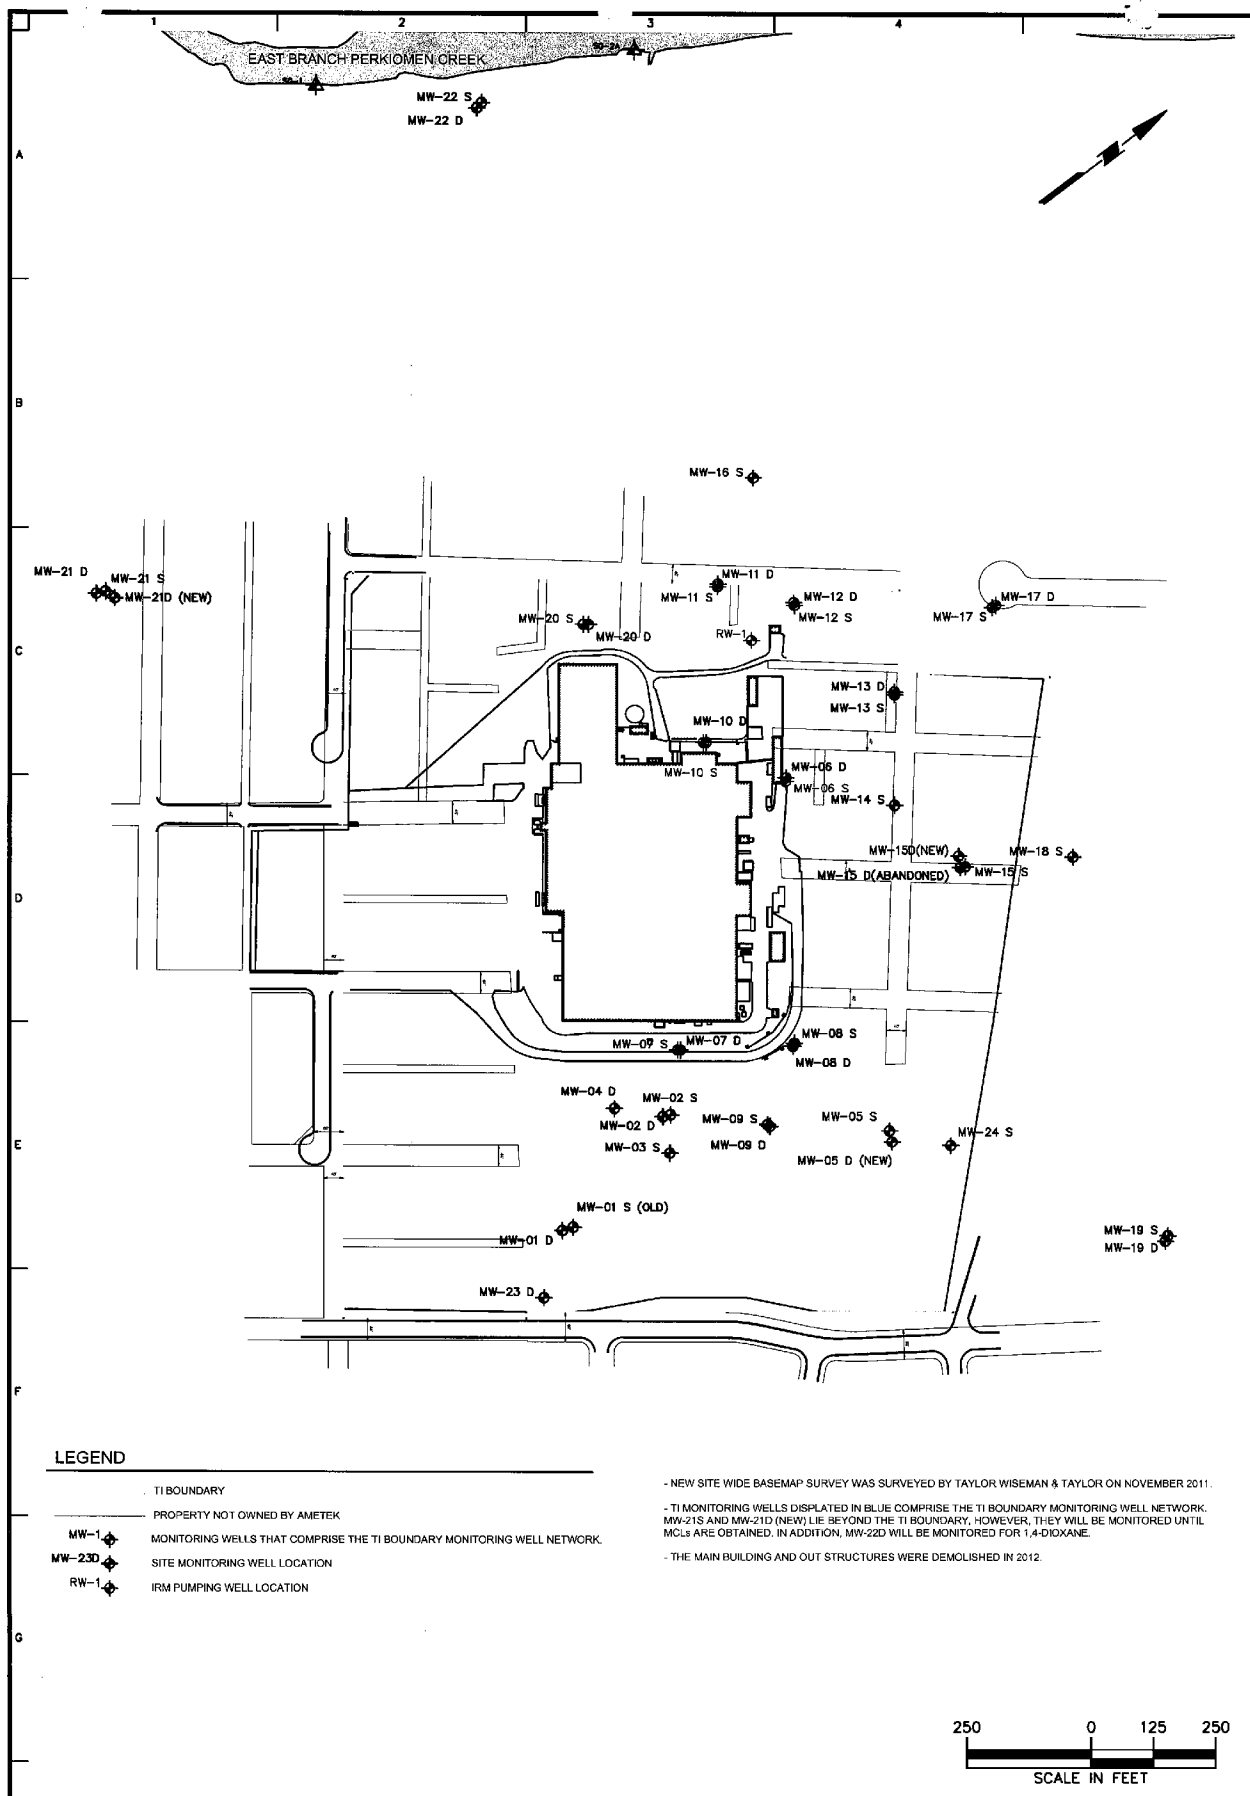 1
2
3
4
EAST BRANCH PERKIOMEN CREEK
MW-22 S
MW-22 D
A
B
MW-16 S
MW-21 D
MW-21 S
MW-21D (NEW)
MW-11 D
MW-11 S
MW-12 D
MW-12 S
MW-17 D
MW-17 S
MW-20 S
MW-20 D
RW-1
C
MW-13 D
MW-13 S
MW-10 D
MW-10 S
MW-06 D
MW-06 S
MW-14 S
MW-15D(NEW)
MW-18 S
MW-15 D(ABANDONED)
MW-15 S
D
MW-08 S
MW-07 S
MW-07 D
MW-08 D
MW-04 D
MW-02 S
MW-02 D
MW-09 S
MW-05 S
MW-24 S
MW-03 S
MW-09 D
MW-05 D (NEW)
E
MW-01 S (OLD)
MW-01 D
MW-19 S
MW-19 D
MW-23 D
F
LEGEND
TI BOUNDARY
PROPERTY NOT OWNED BY AMETEK
MW-1
MONITORING WELLS THAT COMPRISE THE TI BOUNDARY MONITORING WELL NETWORK.
MW-23D
SITE MONITORING WELL LOCATION
RW-1
IRM PUMPING WELL LOCATION
- NEW SITE WIDE BASEMAP SURVEY WAS SURVEYED BY TAYLOR WISEMAN & TAYLOR ON NOVEMBER 2011.
- TI MONITORING WELLS DISPLATED IN BLUE COMPRISE THE TI BOUNDARY MONITORING WELL NETWORK.
MW-21S AND MW-21D (NEW) LIE BEYOND THE TI BOUNDARY, HOWEVER, THEY WILL BE MONITORED UNTIL
MCLs ARE OBTAINED. IN ADDITION, MW-22D WILL BE MONITORED FOR 1,4-DIOXANE.
- THE MAIN BUILDING AND OUT STRUCTURES WERE DEMOLISHED IN 2012.
G
250 0 125 250
SCALE IN FEET